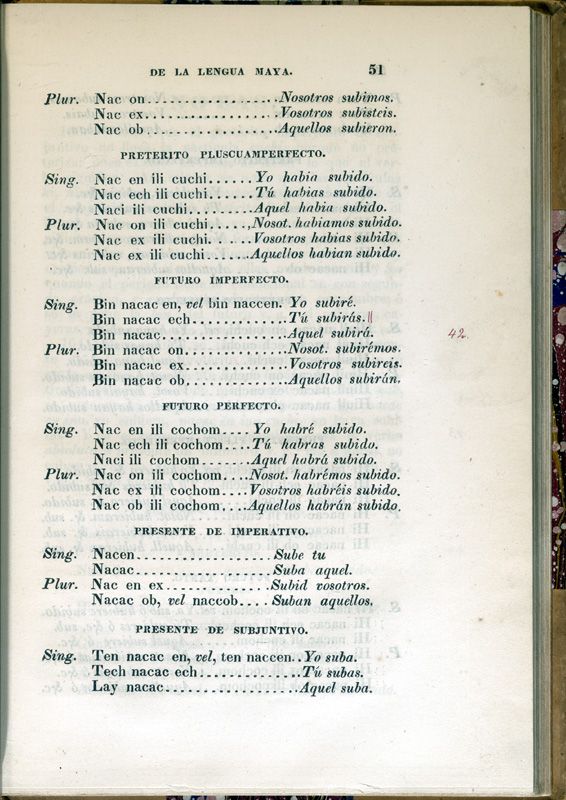 DE LA LENGUA MAYA. 51
Plur. Nac on.................Nosotros subimos.
Nac ex.................Vosotros subisteis.
Nac ob.................Aquellos subieron.
PRETERITO PLUSCUAMPERFECTO.
Sing. Nac en ili cuchi......Yo habia subido.
Nac ech ili cuchi......Tú habias subido.
Naci ili cuchi.........Aquel habia subido.
Plur. Nac on ili cuchi.....,Nosot. habiamos subido.
Nac ex ili cuchi......Vosotros habias subido.
Nac ex ili cuchi......Aquellos habian subido.
FUTURO IMPERFECTO.
Sing. Bin nacac en, vel bin naccen. Yo subiré.
Bin nacac ech............Tú subirás.||
Bin nacac................Aquel subirá.
42.
Plur. Bin nacac on.............Nosot. subirémos.
Bin nacac ex.............Vosotros subireis.
Bin nacac ob.............Aquellos subirán.
FUTURO PERFECTO.
Sing. Nac en ili cochom....Yo habré subido.
Nac ech ili cochom....Tú habras subido.
Naci ili cochom.......Aquel habrá subido.
Plur. Nac on ili cochom....Nosot. habrémos subido.
Nac ex ili cochom....Vosotros habréis subido.
Nac ob ili cochom....Aquellos habrán subido.
PRESENTE DE IMPERATIVO.
Sing. Nacen..................Sube tu
Nacac..................Suba aquel.
Plur. Nac en ex..............Subid vosotros.
Nacac ob, vel naccob....Suban aquellos.
PRESENTE DE SUBJUNTIVO.
Sing. Ten nacac en, vel, ten naccen..Yo suba.
Tech nacac ech.............Tú subas.
Lay nacac.................Aquel suba.